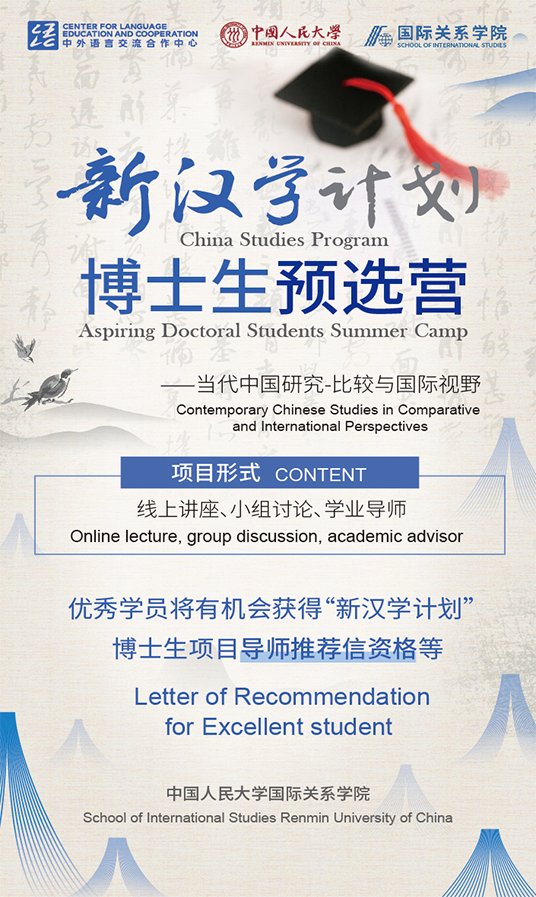 CENTER FOR LANGUAGE
EDUCATION AND COOPERATION
中外语言交流合作中心
中国人民大学
RENMIN UNIVERSITY OF CHINA
国际关系学院
SCHOOL OF INTERNATIONAL STUDIES
新汉学计划
China Studies Program
博士生预选营
Aspiring Doctoral Students Summer Camp
——当代中国研究-比较与国际视野
Contemporary Chinese Studies in Comparative
and International Perspectives
项目形式 CONTENT
线上讲座、小组讨论、学业导师
Online lecture, group discussion, academic advisor
优秀学员将有机会获得“新汉学计划”
博士生项目导师推荐信资格等
Letter of Recommendation
for Excellent student
中国人民大学国际关系学院
School of International Studies Renmin University of China